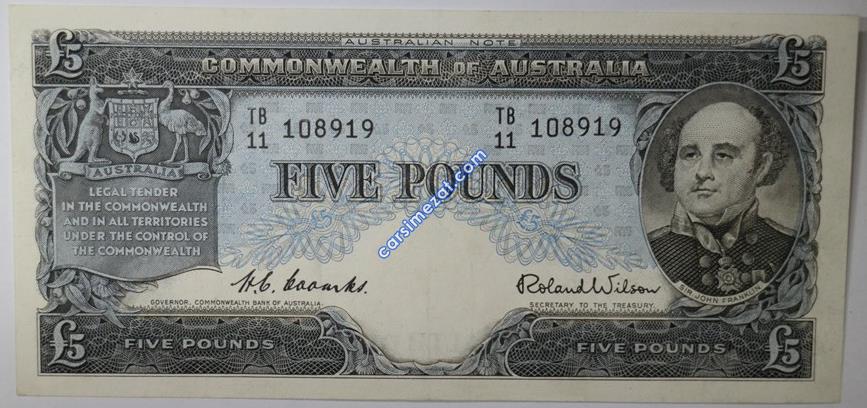 AUSTRALIAN NOTE
£5 COMMONWEALTH OF AUSTRALIA £5
TB 11 108919 TB 11 108919
AUSTRALIA
FIVE POUNDS
LEGAL TENDER
IN THE COMMONWEALTH
AND IN ALL TERRITORIES
UNDER THE CONTROL OF
THE COMMONWEALTH
£5 £5
carsimezat.com
H.C. Coombs.
GOVERNOR, COMMONWEALTH BANK OF AUSTRALIA.
Roland Wilson
SECRETARY TO THE TREASURY.
SIR JOHN FRANKLIN
£5 FIVE POUNDS FIVE POUNDS £5